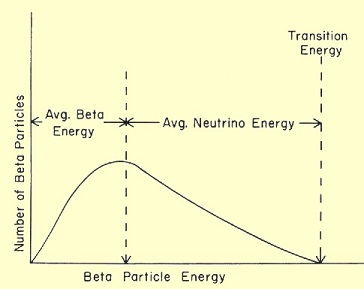 Transition
Energy
Avg. Beta
Energy
Avg. Neutrino Energy
Number of Beta Particles
Beta Particle Energy